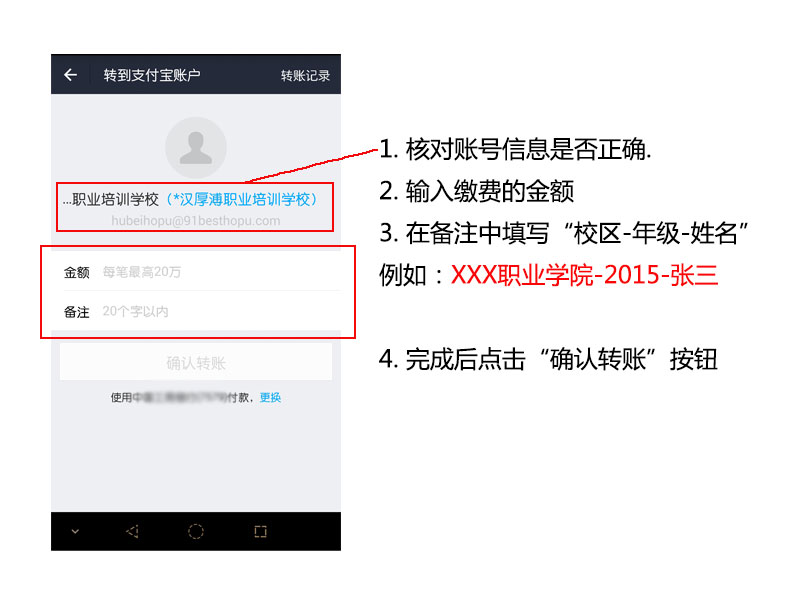 转到支付宝账户 转账记录
...职业培训学校（*汉厚溥职业培训学校）
hubeihopu@91besthopu.com
金额 每笔最高20万
备注 20个字以内
确认转账
使用 付款，更换
1. 核对账号信息是否正确.
2. 输入缴费的金额
3. 在备注中填写“校区-年级-姓名”
例如：XXX职业学院-2015-张三
4. 完成后点击“确认转账”按钮